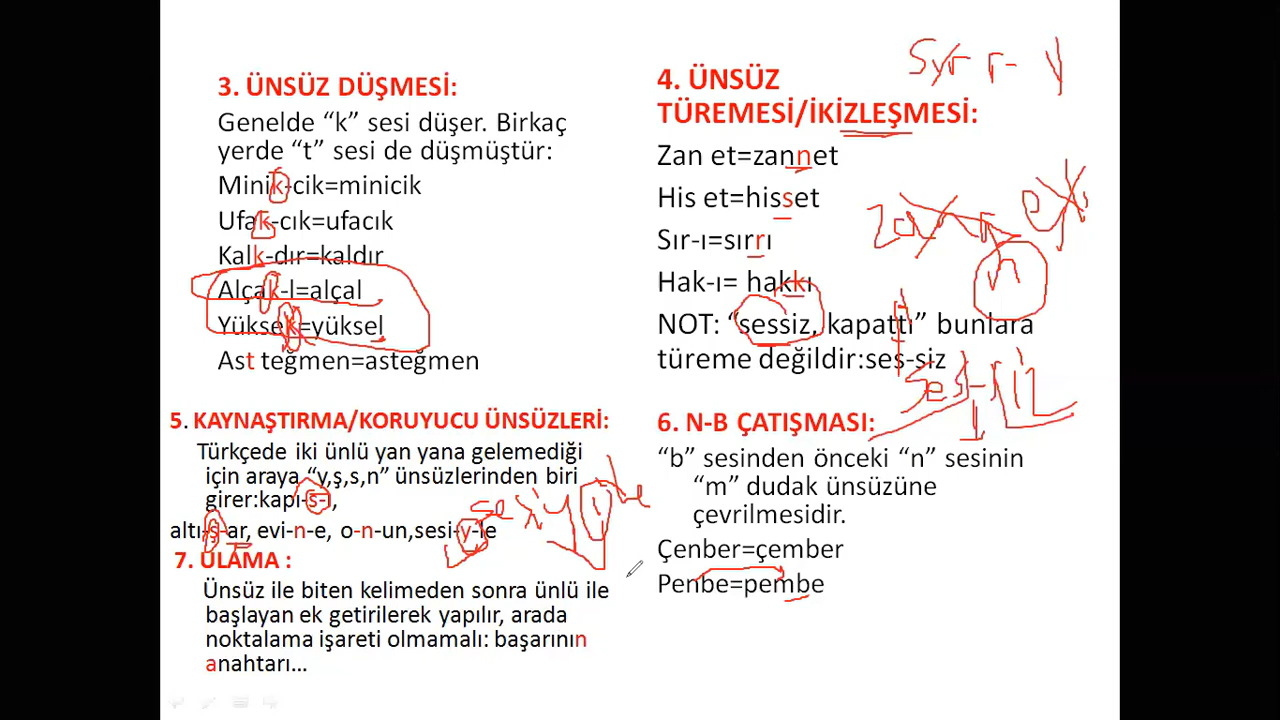 3. ÜNSÜZ DÜŞMESİ:
Genelde “k” sesi düşer. Birkaç
yerde “t” sesi de düşmüştür:
Minik-cik=minicik
Ufak-cık=ufacık
Kalk-dır=kaldır
Alçak-l=alçal
Yüksek=yüksel
Ast teğmen=asteğmen
5. KAYNAŞTIRMA/KORUYUCU ÜNSÜZLERİ:
Türkçede iki ünlü yan yana gelemediği
için araya “y,ş,s,n” ünsüzlerinden biri
girer:kapı-s-ı,
altı-ş-ar, evi-n-e, o-n-un,sesi-y-le
7. ULAMA :
Ünsüz ile biten kelimeden sonra ünlü ile
başlayan ek getirilerek yapılır, arada
noktalama işareti olmamalı: başarının
anahtarı...
4. ÜNSÜZ
TÜREMESİ/İKİZLEŞMESİ:
Zan et=zannet
His et=hisset
Sır-ı=sırrı
Hak-ı= hakkı
NOT: “sessiz, kapattı” bunlara
türeme değildir:ses-siz
ses-siz
6. N-B ÇATIŞMASI:
“b” sesinden önceki “n” sesinin
“m” dudak ünsüzüne
çevrilmesidir.
Çenber=çember
Penbe=pembe